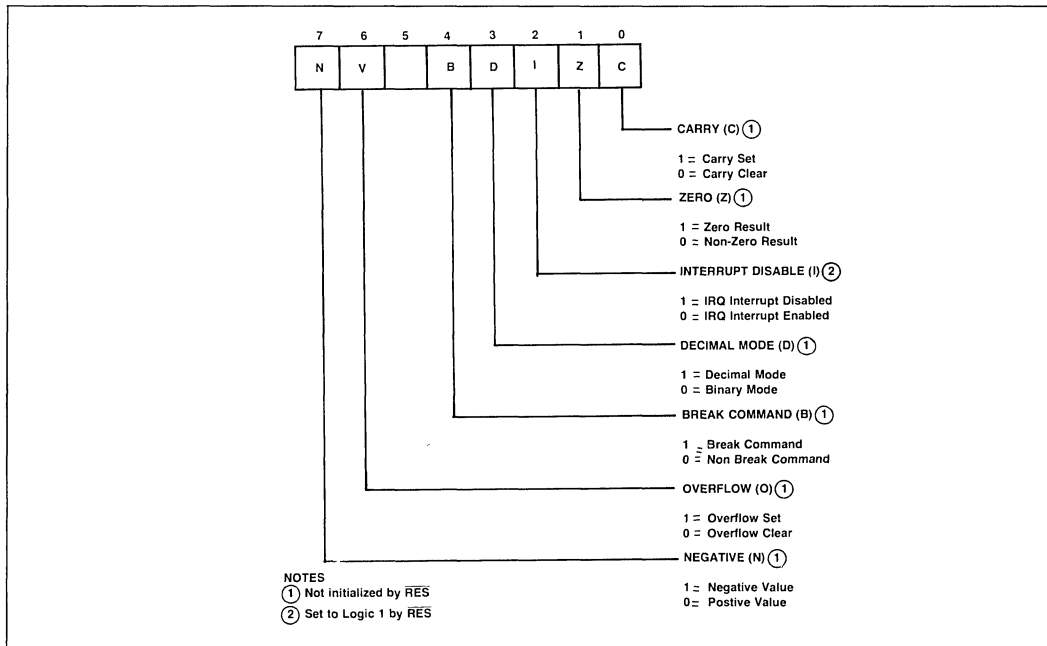 7 6 5 4 3 2 1 0
N V B D I Z C
CARRY (C) ①
1 = Carry Set
0 = Carry Clear
ZERO (Z) ①
1 = Zero Result
0 = Non-Zero Result
INTERRUPT DISABLE (I) ②
1 = IRQ Interrupt Disabled
0 = IRQ Interrupt Enabled
DECIMAL MODE (D) ①
1 = Decimal Mode
0 = Binary Mode
BREAK COMMAND (B) ①
1 = Break Command
0 = Non Break Command
OVERFLOW (O) ①
1 = Overflow Set
0 = Overflow Clear
NEGATIVE (N) ①
1 = Negative Value
0 = Postive Value
NOTES
① Not initialized by R̅E̅S̅
② Set to Logic 1 by R̅E̅S̅